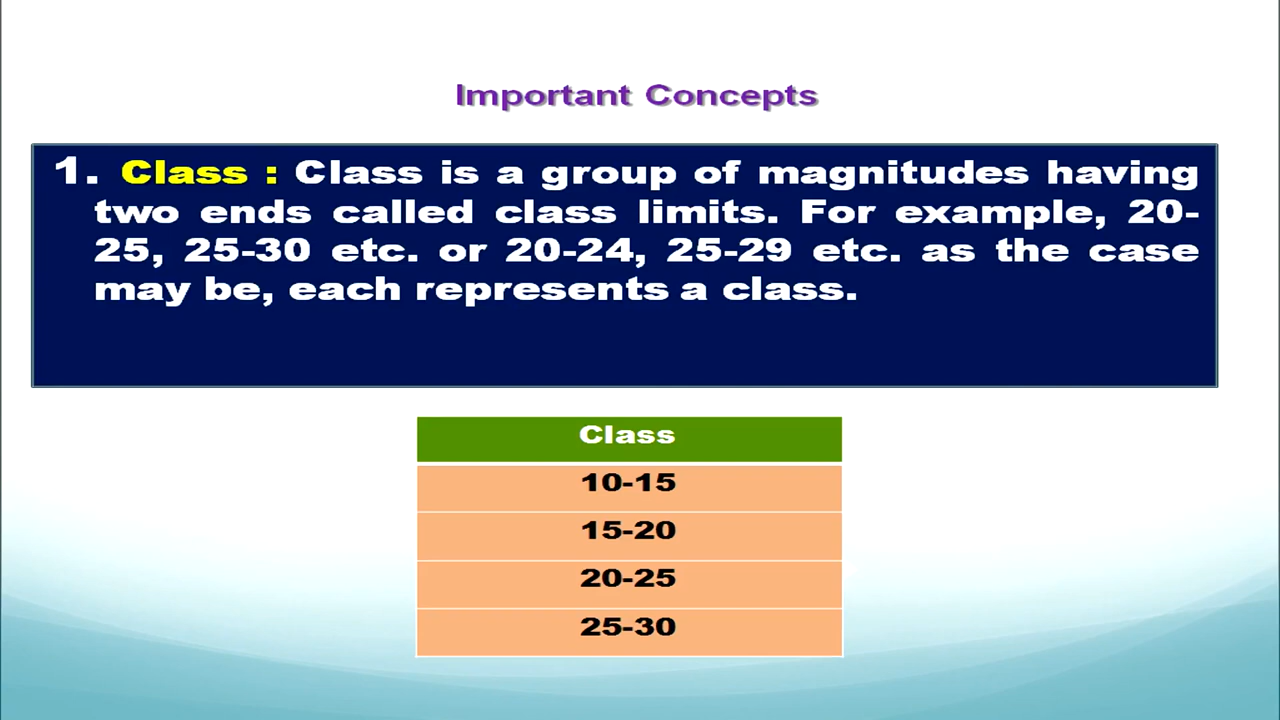 Important Concepts
1. Class : Class is a group of magnitudes having
two ends called class limits. For example, 20-
25, 25-30 etc. or 20-24, 25-29 etc. as the case
may be, each represents a class.
Class
10-15
15-20
20-25
25-30